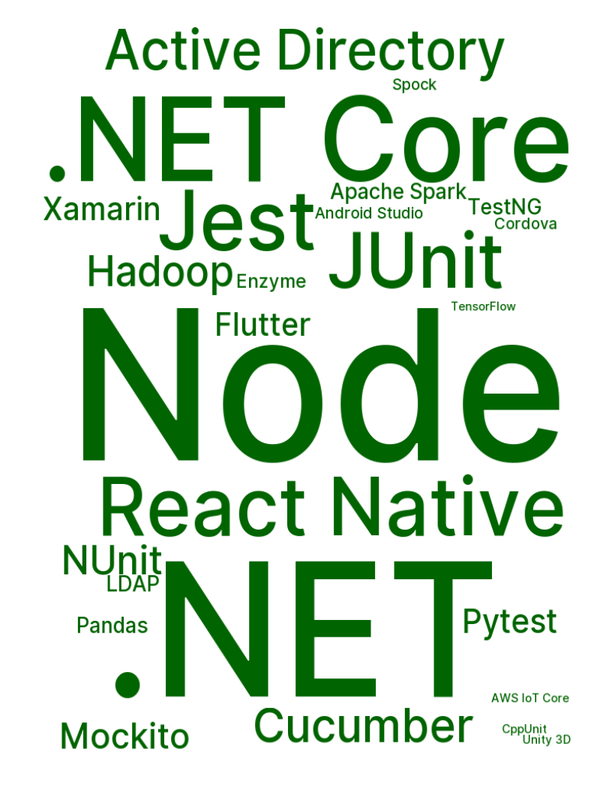 Active Directory
Spock
.NET Core
Apache Spark
Xamarin
Jest
Android Studio
TestNG
Cordova
JUnit
Hadoop
Enzyme
TensorFlow
Flutter
Node
React Native
NUnit
LDAP
.NET
Pandas
Pytest
AWS IoT Core
Cucumber
Mockito
CppUnit
Unity 3D